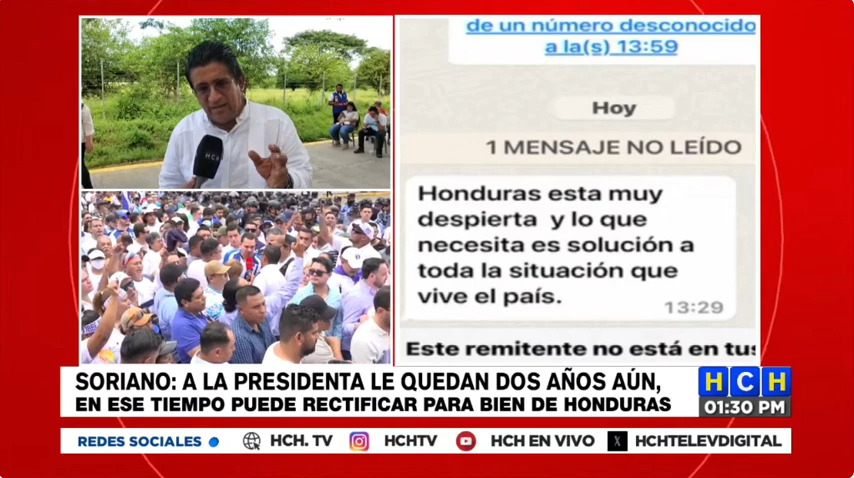 de un número desconocido
a la(s) 13:59
Hoy
1 MENSAJE NO LEÍDO
Honduras esta muy
despierta y lo que
necesita es solución a
toda la situación que
vive el país.
13:29
Este remitente no está en tus
HCH
SORIANO: A LA PRESIDENTA LE QUEDAN DOS AÑOS AÚN,
EN ESE TIEMPO PUEDE RECTIFICAR PARA BIEN DE HONDURAS
HCH
01:30 PM
REDES SOCIALES HCH. TV HCHTV HCH EN VIVO X HCHTELEVDIGITAL